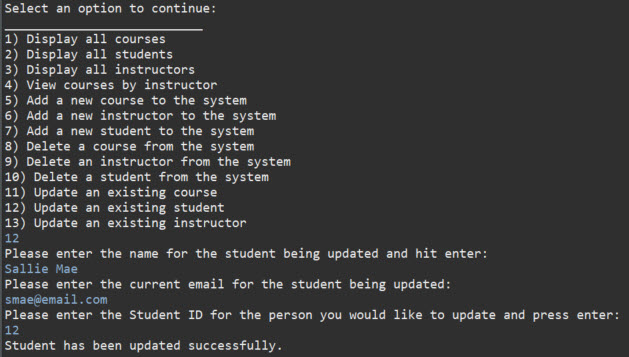 Select an option to continue:
____________________________
1) Display all courses
2) Display all students
3) Display all instructors
4) View courses by instructor
5) Add a new course to the system
6) Add a new instructor to the system
7) Add a new student to the system
8) Delete a course from the system
9) Delete an instructor from the system
10) Delete a student from the system
11) Update an existing course
12) Update an existing student
13) Update an existing instructor
12
Please enter the name for the student being updated and hit enter:
Sallie Mae
Please enter the current email for the student being updated:
smae@email.com
Please enter the Student ID for the person you would like to update and press enter:
12
Student has been updated successfully.